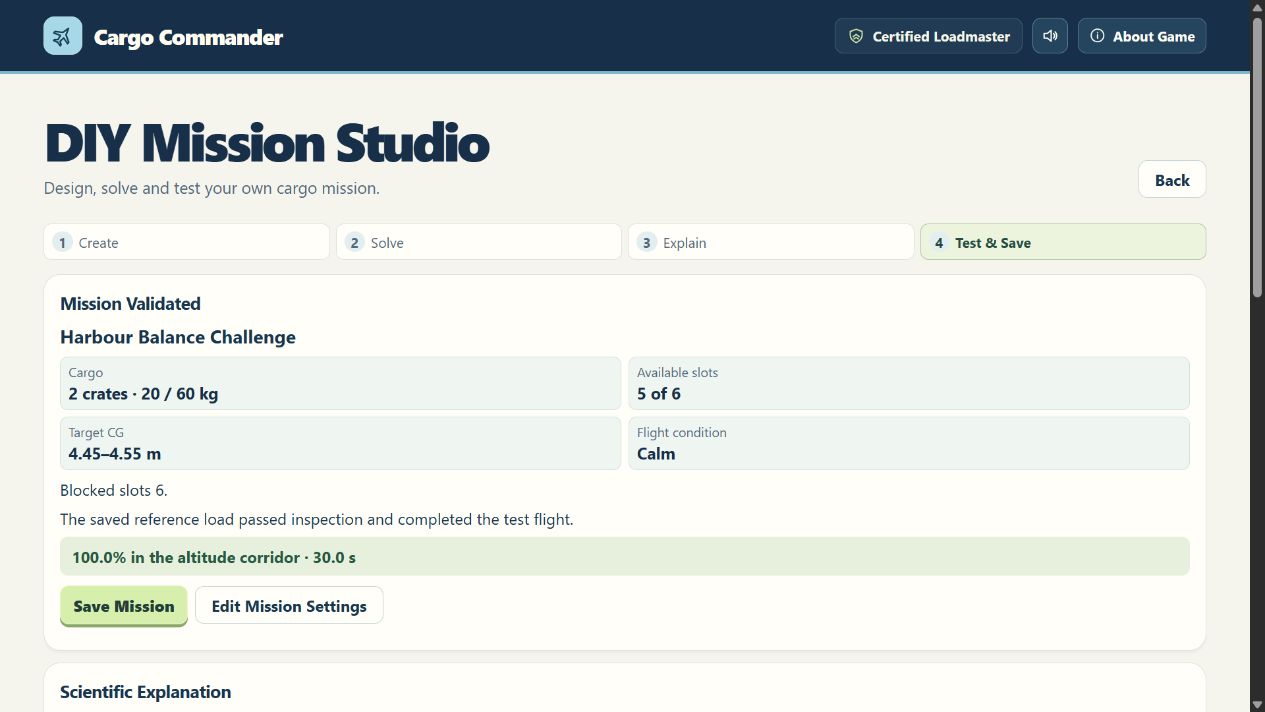 Cargo Commander
Certified Loadmaster
About Game
DIY Mission Studio
Design, solve and test your own cargo mission.
Back
1 Create
2 Solve
3 Explain
4 Test & Save
Mission Validated
Harbour Balance Challenge
Cargo
2 crates · 20 / 60 kg
Available slots
5 of 6
Target CG
4.45–4.55 m
Flight condition
Calm
Blocked slots 6.
The saved reference load passed inspection and completed the test flight.
100.0% in the altitude corridor · 30.0 s
Save Mission
Edit Mission Settings
Scientific Explanation